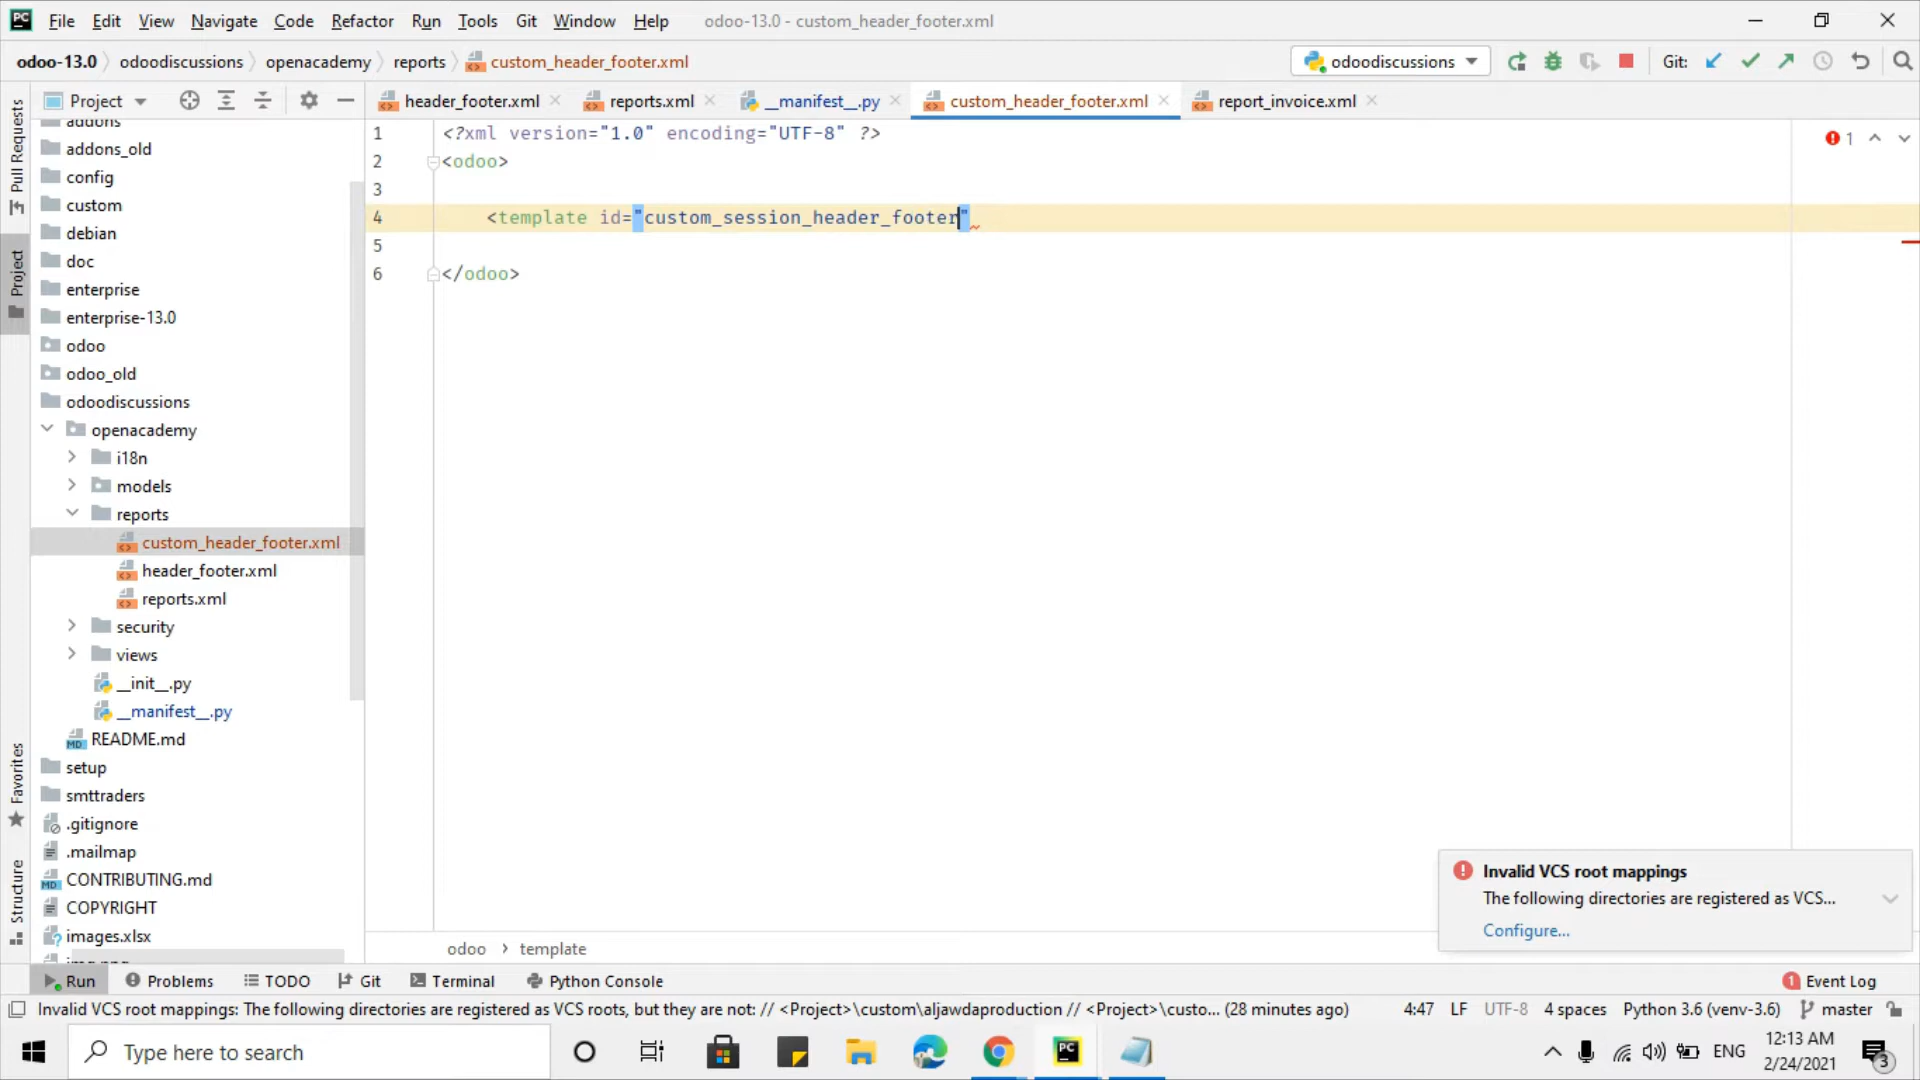 File Edit View Navigate Code Refactor Run Tools Git Window Help odoo-13.0 - custom_header_footer.xml
odoo-13.0 odoodiscussions openacademy reports custom_header_footer.xml odoodiscussions Git:
Project header_footer.xml reports.xml __manifest__.py custom_header_footer.xml report_invoice.xml
Pull Requests
Project
Favorites
Structure
addons
addons_old
config
custom
debian
doc
enterprise
enterprise-13.0
odoo
odoo_old
odoodiscussions
openacademy
i18n
models
reports
custom_header_footer.xml
header_footer.xml
reports.xml
security
views
__init__.py
__manifest__.py
README.md
setup
smttraders
.gitignore
.mailmap
CONTRIBUTING.md
COPYRIGHT
images.xlsx
1 <?xml version="1.0" encoding="UTF-8" ?>
2 <odoo>
3
4 <template id="custom_session_header_footer"
5
6 </odoo>
1
Invalid VCS root mappings
The following directories are registered as VCS...
Configure...
odoo › template
Run Problems TODO Git Terminal Python Console 1 Event Log
Invalid VCS root mappings: The following directories are registered as VCS roots, but they are not: // <Project>\custom\aljawdaproduction // <Project>\custo... (28 minutes ago) 4:47 LF UTF-8 4 spaces Python 3.6 (venv-3.6) master
Type here to search PC ENG 12:13 AM
2/24/2021 3